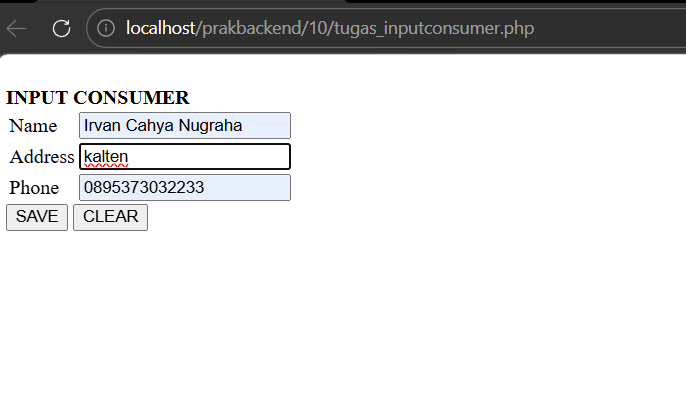 localhost/prakbackend/10/tugas_inputconsumer.php
INPUT CONSUMER
Name Irvan Cahya Nugraha
Address kalten
Phone 0895373032233
SAVE CLEAR